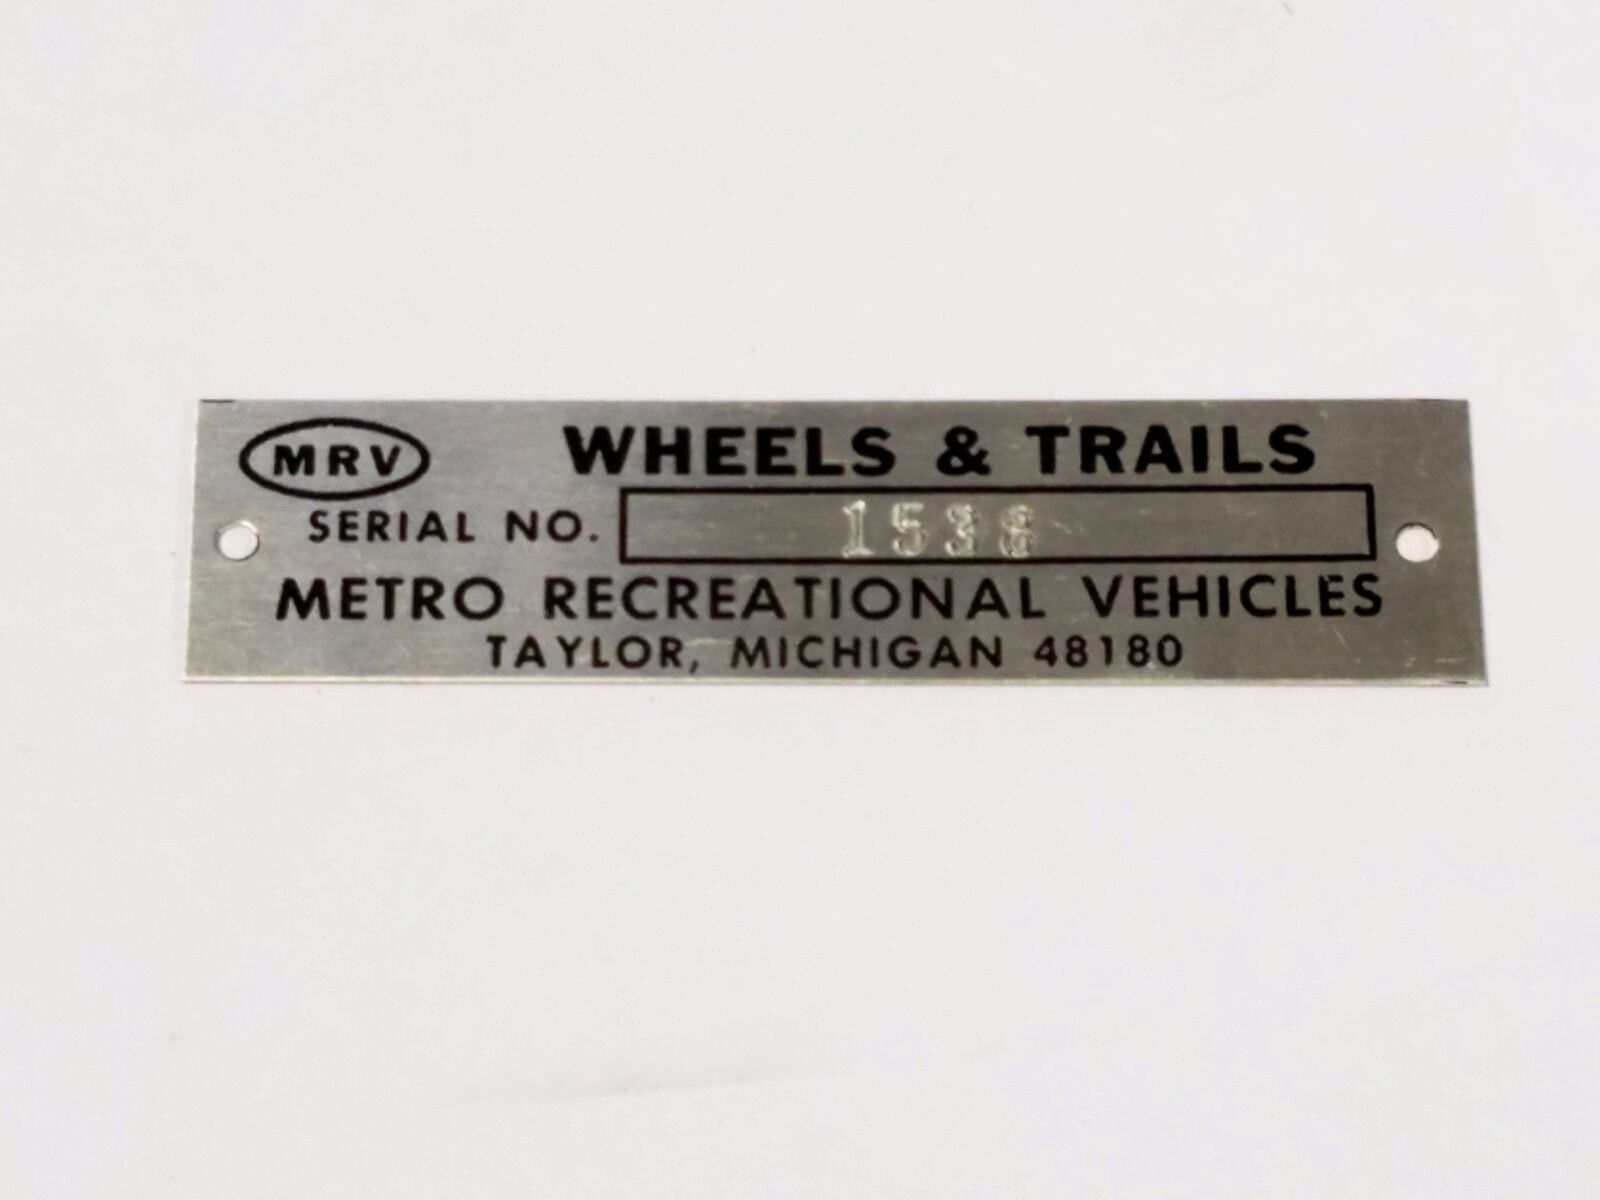 MRV WHEELS & TRAILS
SERIAL NO. 1538
METRO RECREATIONAL VEHICLES
TAYLOR, MICHIGAN 48180